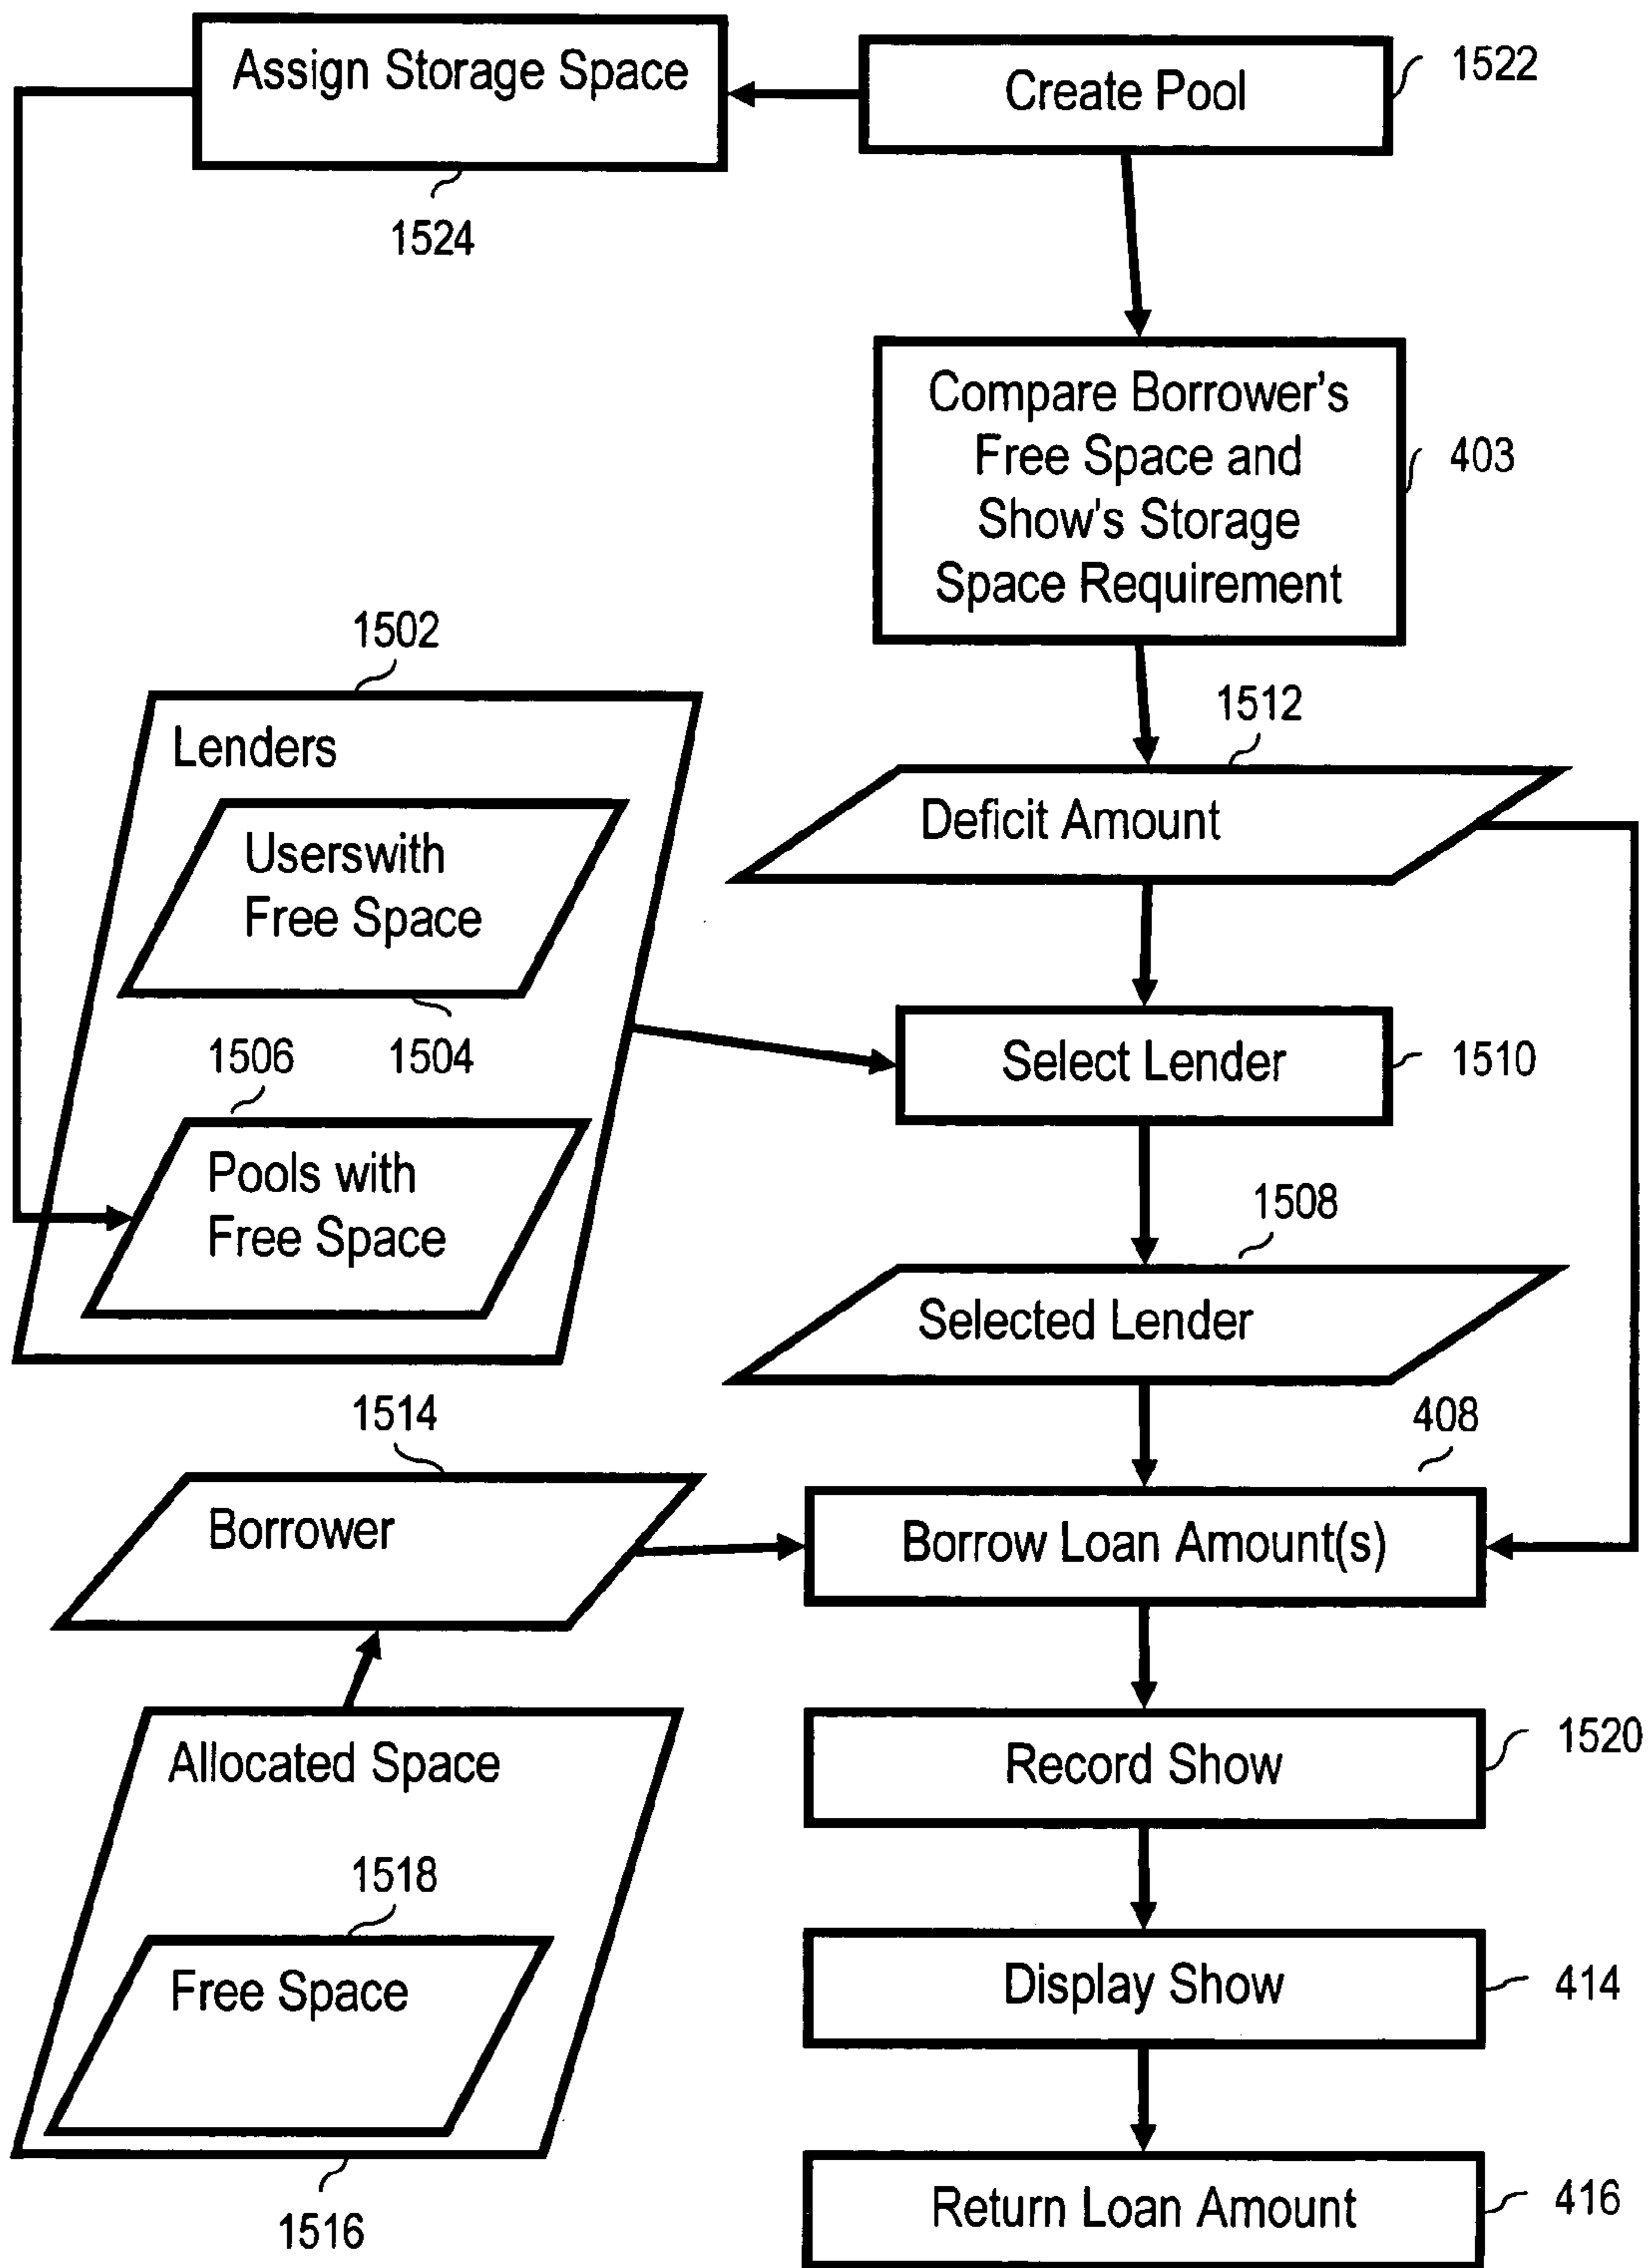 Assign Storage Space
Create Pool
1522
1524
Compare Borrower's
Free Space and
Show's Storage
Space Requirement
403
1502
Lenders
Userswith
Free Space
1504
1506
Pools with
Free Space
1512
Deficit Amount
Select Lender
1510
1508
Selected Lender
408
1514
Borrower
Borrow Loan Amount(s)
Allocated Space
1518
Free Space
1516
Record Show
1520
Display Show
414
Return Loan Amount
416